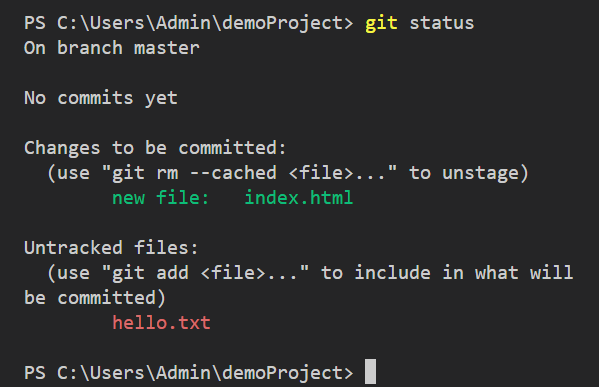 PS C:\Users\Admin\demoProject> git status
On branch master
No commits yet
Changes to be committed:
(use "git rm --cached <file>..." to unstage)
new file:   index.html
Untracked files:
(use "git add <file>..." to include in what will
be committed)
hello.txt
PS C:\Users\Admin\demoProject>